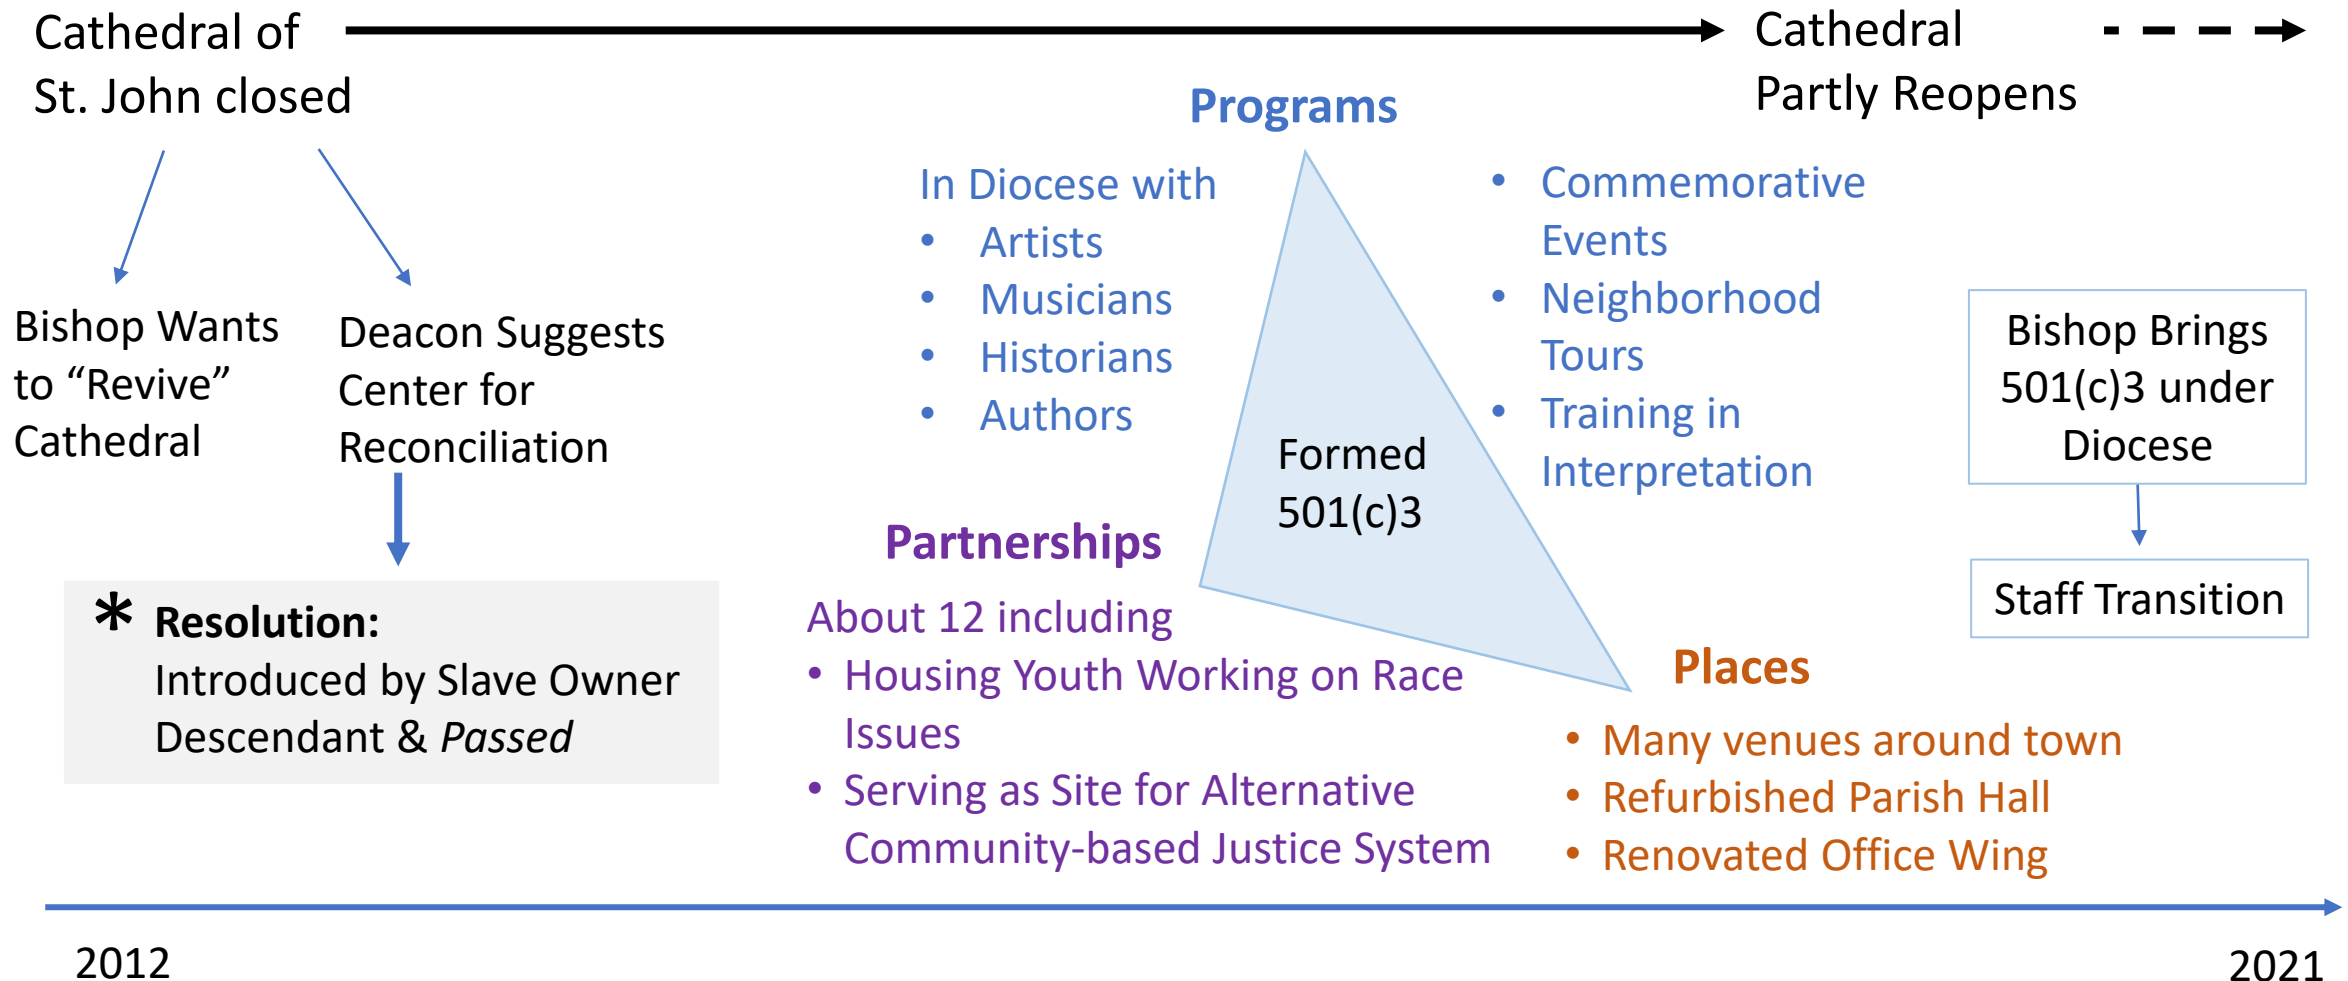 Cathedral of
St. John closed
Cathedral
Partly Reopens
Bishop Wants
to “Revive”
Cathedral
Deacon Suggests
Center for
Reconciliation
* Resolution:
Introduced by Slave Owner
Descendant & Passed
Programs
In Diocese with
• Artists
• Musicians
• Historians
• Authors
• Commemorative
Events
• Neighborhood
Tours
• Training in
Interpretation
Formed
501(c)3
Partnerships
About 12 including
• Housing Youth Working on Race
Issues
• Serving as Site for Alternative
Community-based Justice System
Places
• Many venues around town
• Refurbished Parish Hall
• Renovated Office Wing
Bishop Brings
501(c)3 under
Diocese
Staff Transition
2012
2021